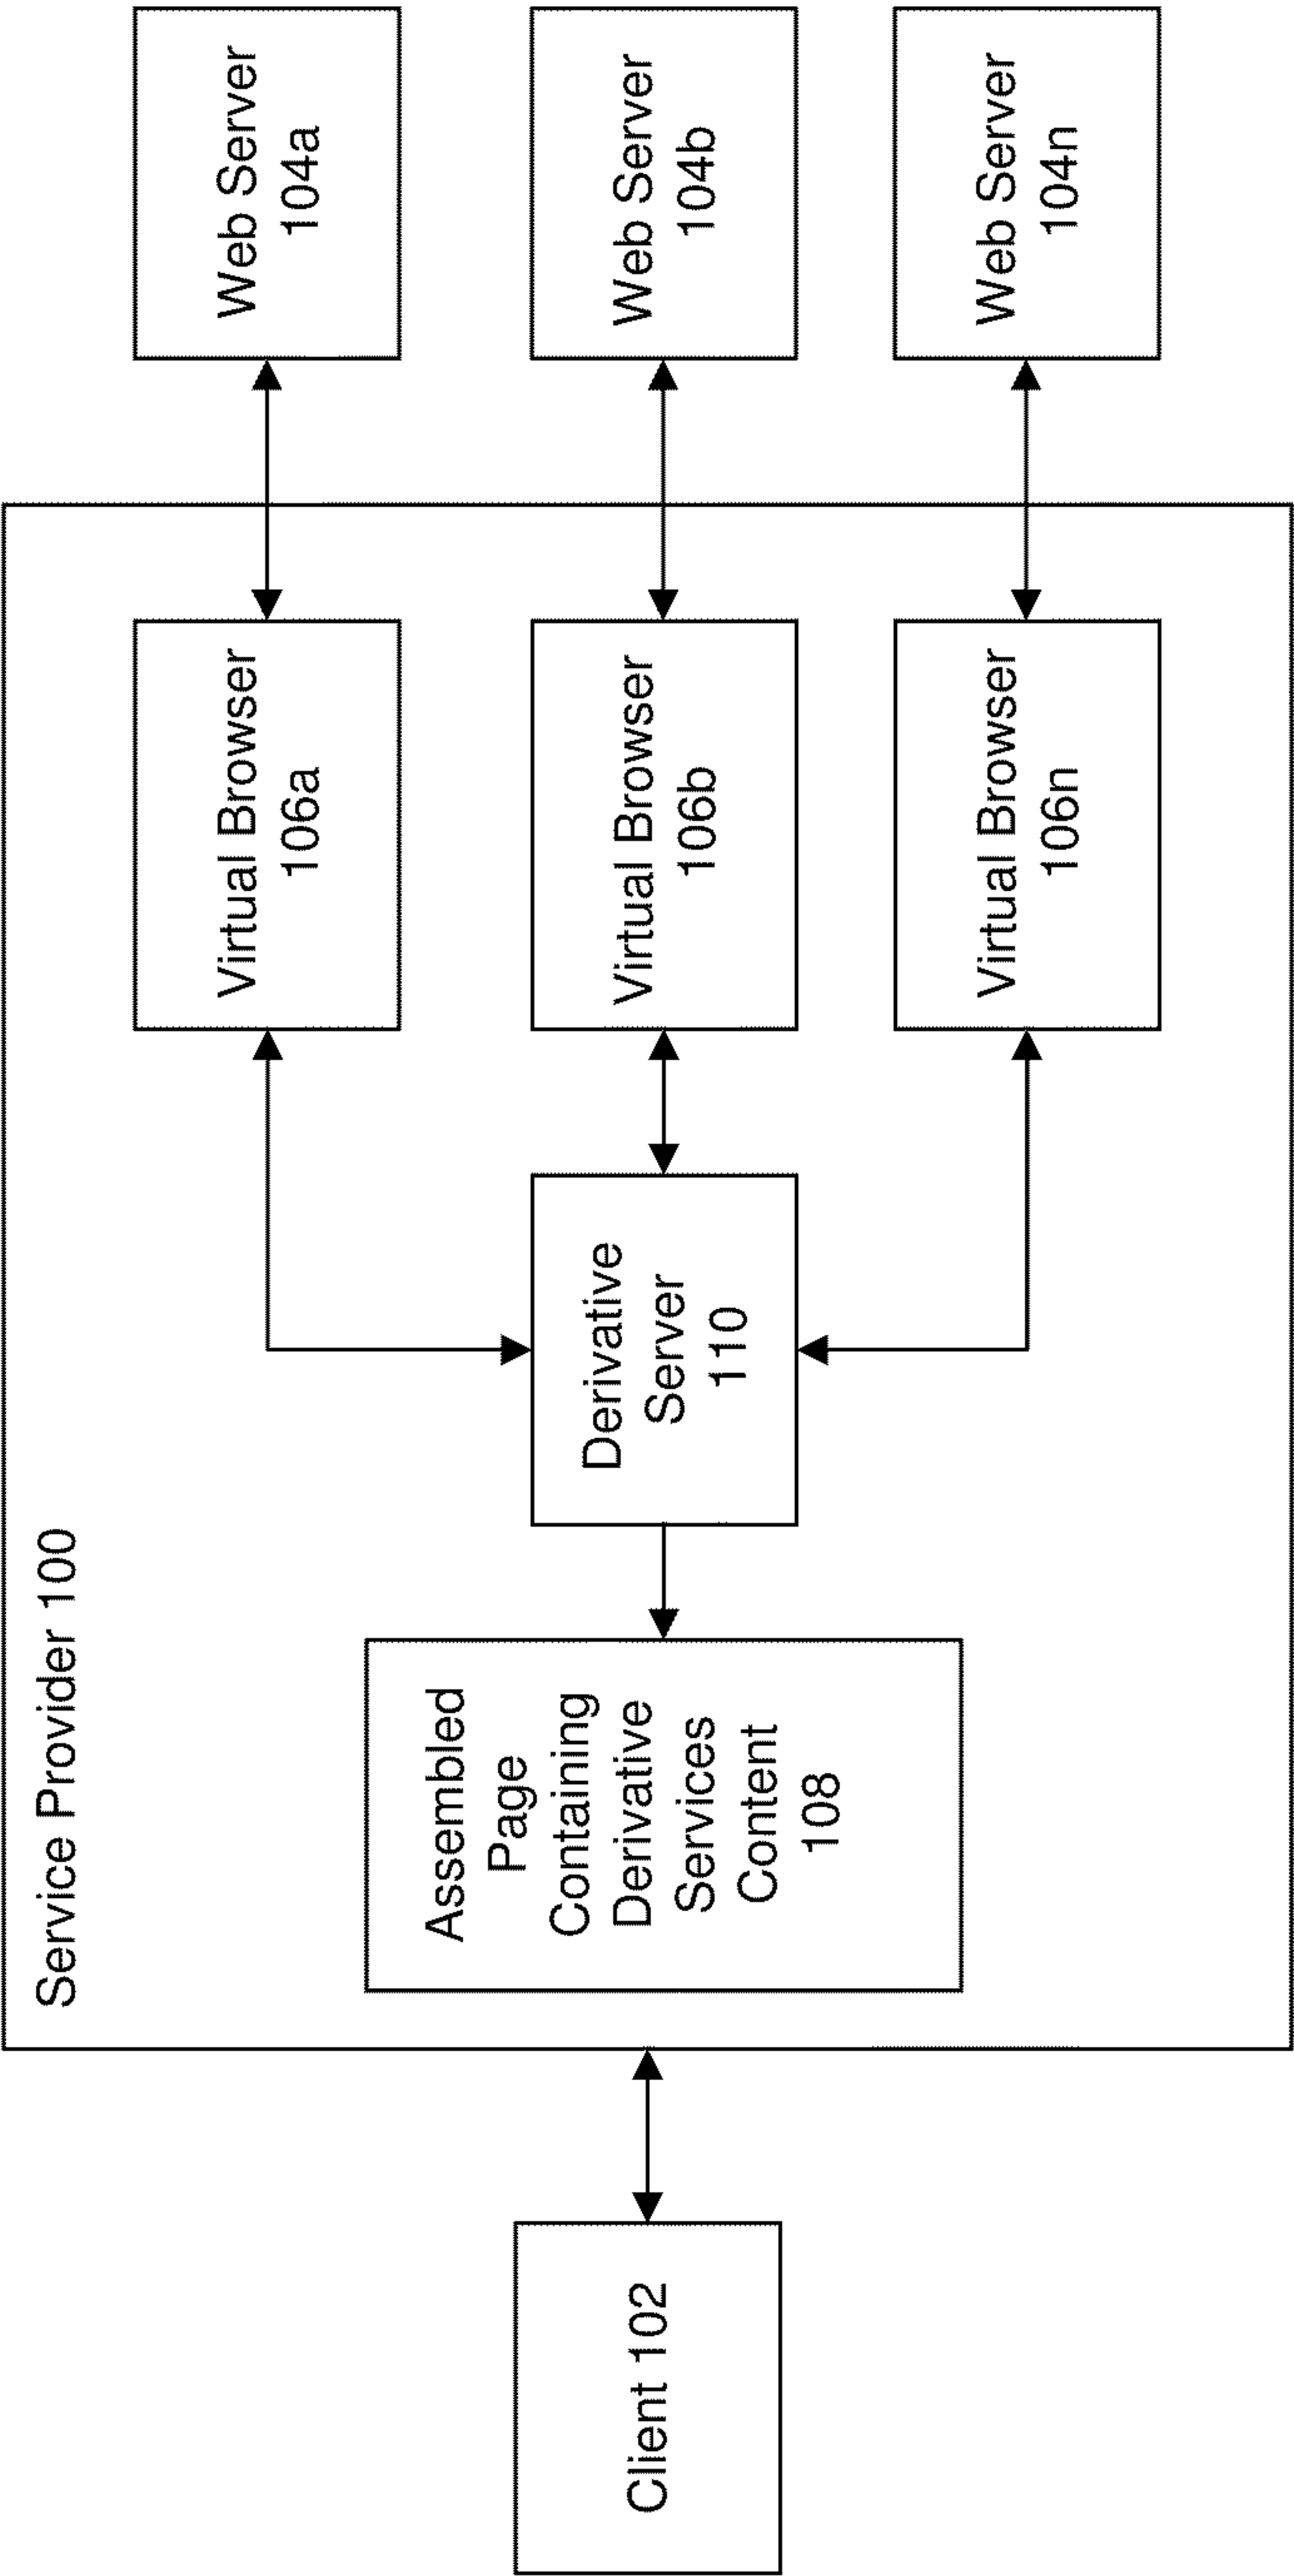 Service Provider 100
Client 102
Assembled
Page
Containing
Derivative
Services
Content
108
Derivative
Server
110
Virtual Browser
106a
Virtual Browser
106b
Virtual Browser
106n
Web Server
104a
Web Server
104b
Web Server
104n